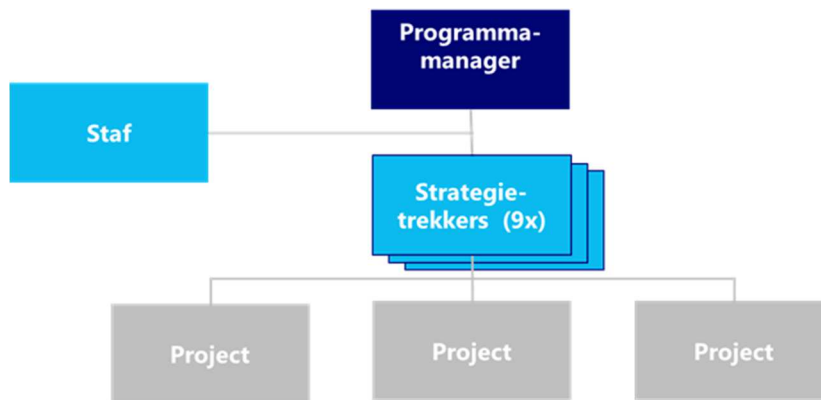 Programma-
manager
Staf
Strategie-
trekkers (9x)
Project
Project
Project